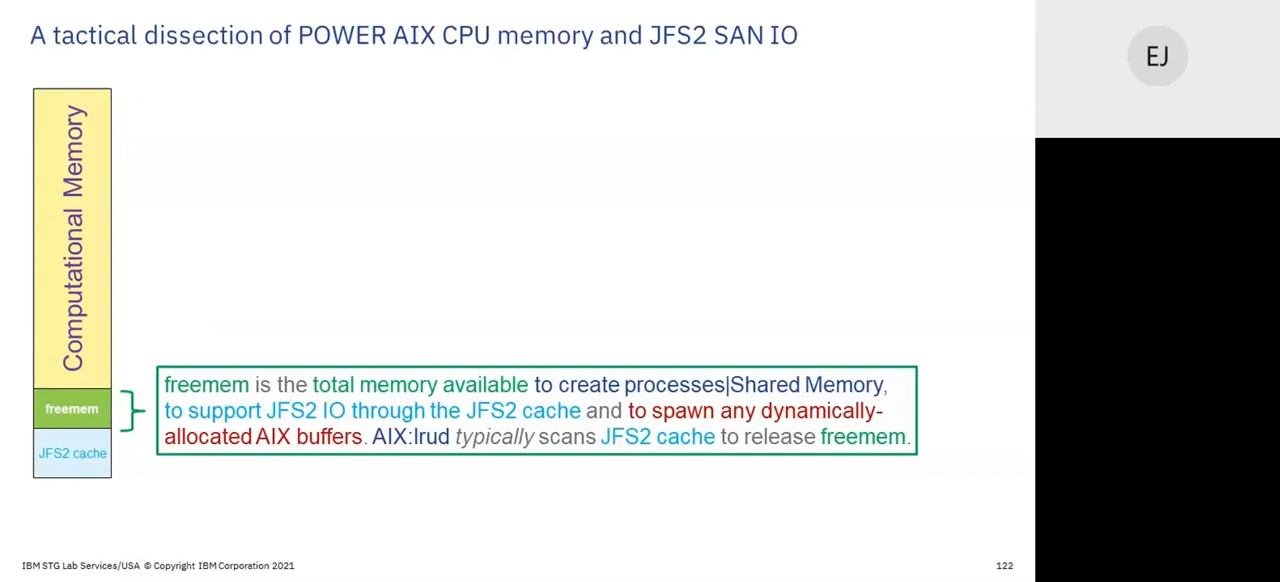 A tactical dissection of POWER AIX CPU memory and JFS2 SAN IO
EJ
Computational Memory
freemem
JFS2 cache
freemem is the total memory available to create processes|Shared Memory,
to support JFS2 IO through the JFS2 cache and to spawn any dynamically-
allocated AIX buffers. AIX:lrud typically scans JFS2 cache to release freemem.
IBM STG Lab Services/USA © Copyright IBM Corporation 2021
122